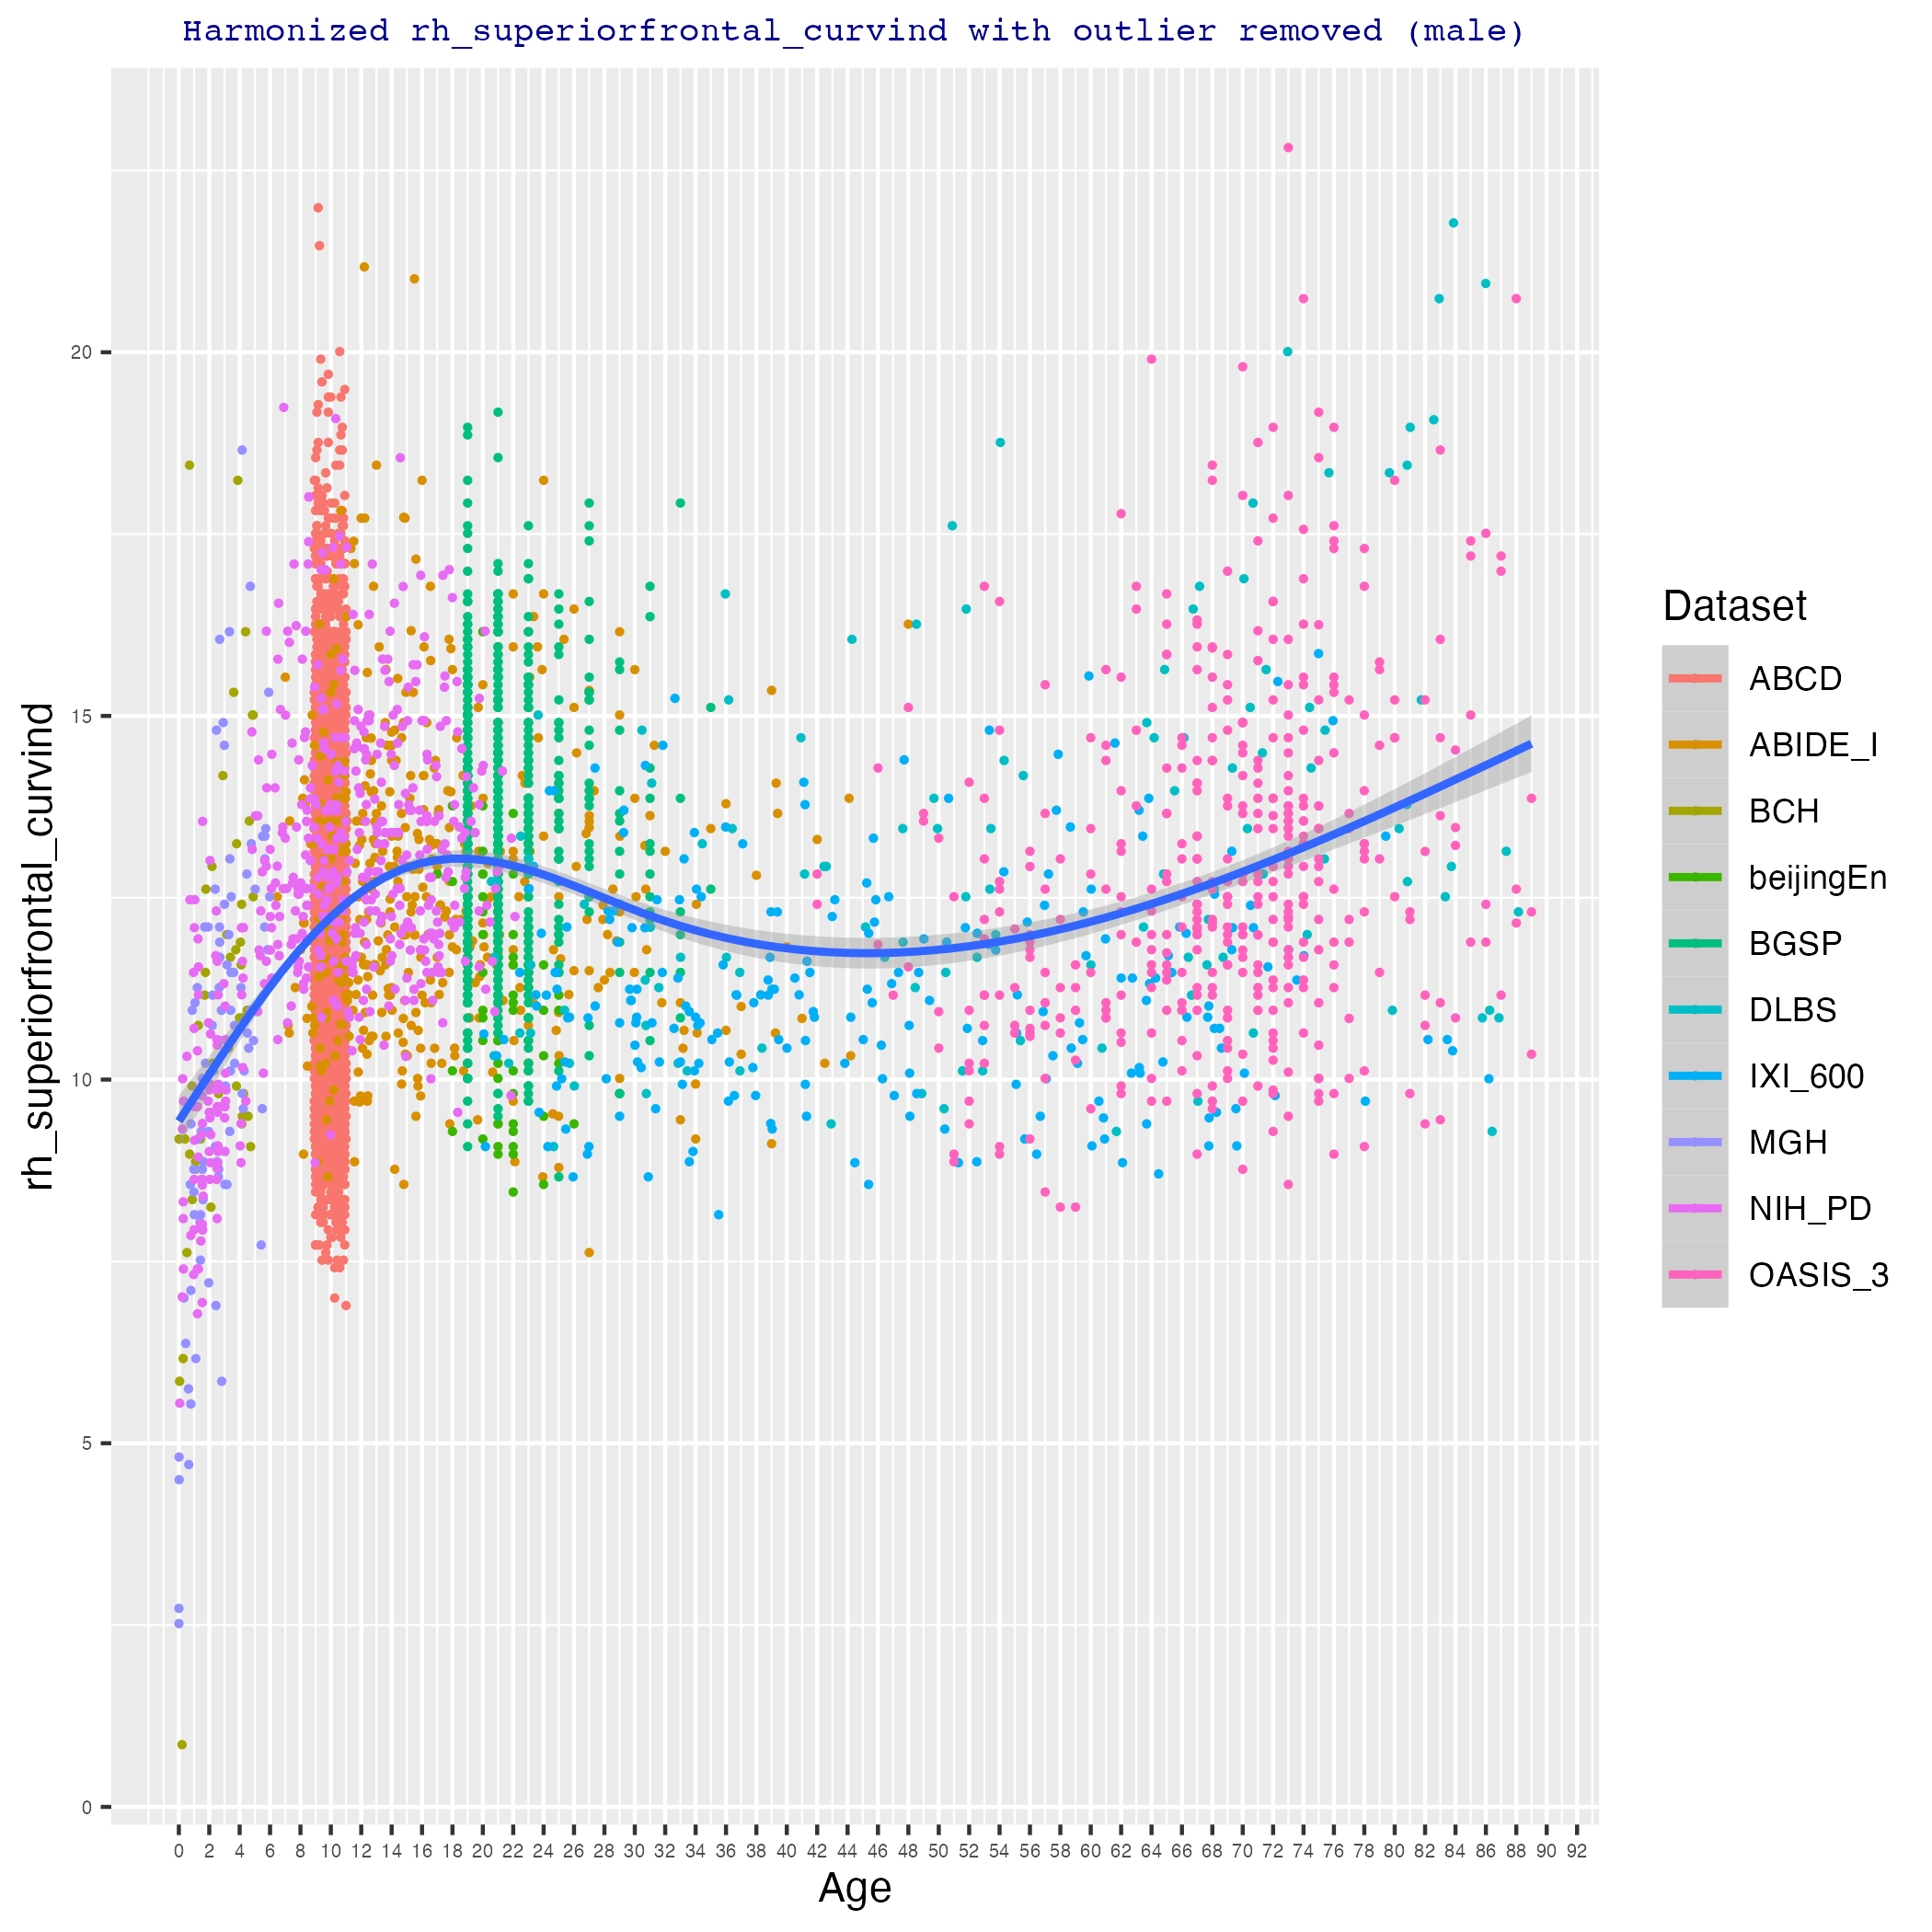 Harmonized rh_superiorfrontal_curvind with outlier removed (male)
rh_superiorfrontal_curvind
20
15
10
5
0
0 2 4 6 8 10 12 14 16 18 20 22 24 26 28 30 32 34 36 38 40 42 44 46 48 50 52 54 56 58 60 62 64 66 68 70 72 74 76 78 80 82 84 86 88 90 92
Age
Dataset
ABCD
ABIDE_I
BCH
beijingEn
BGSP
DLBS
IXI_600
MGH
NIH_PD
OASIS_3